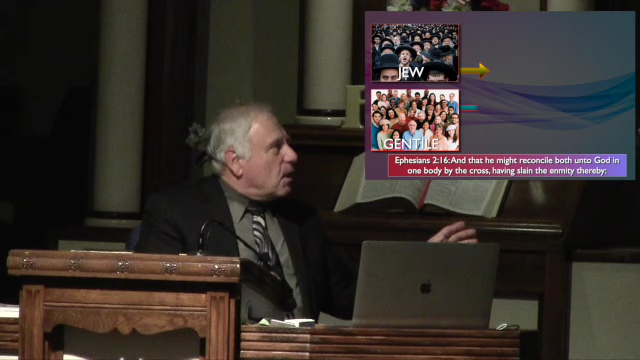 JEW
GENTILE
Ephesians 2:16:And that he might reconcile both unto God in
one body by the cross, having slain the enmity thereby: